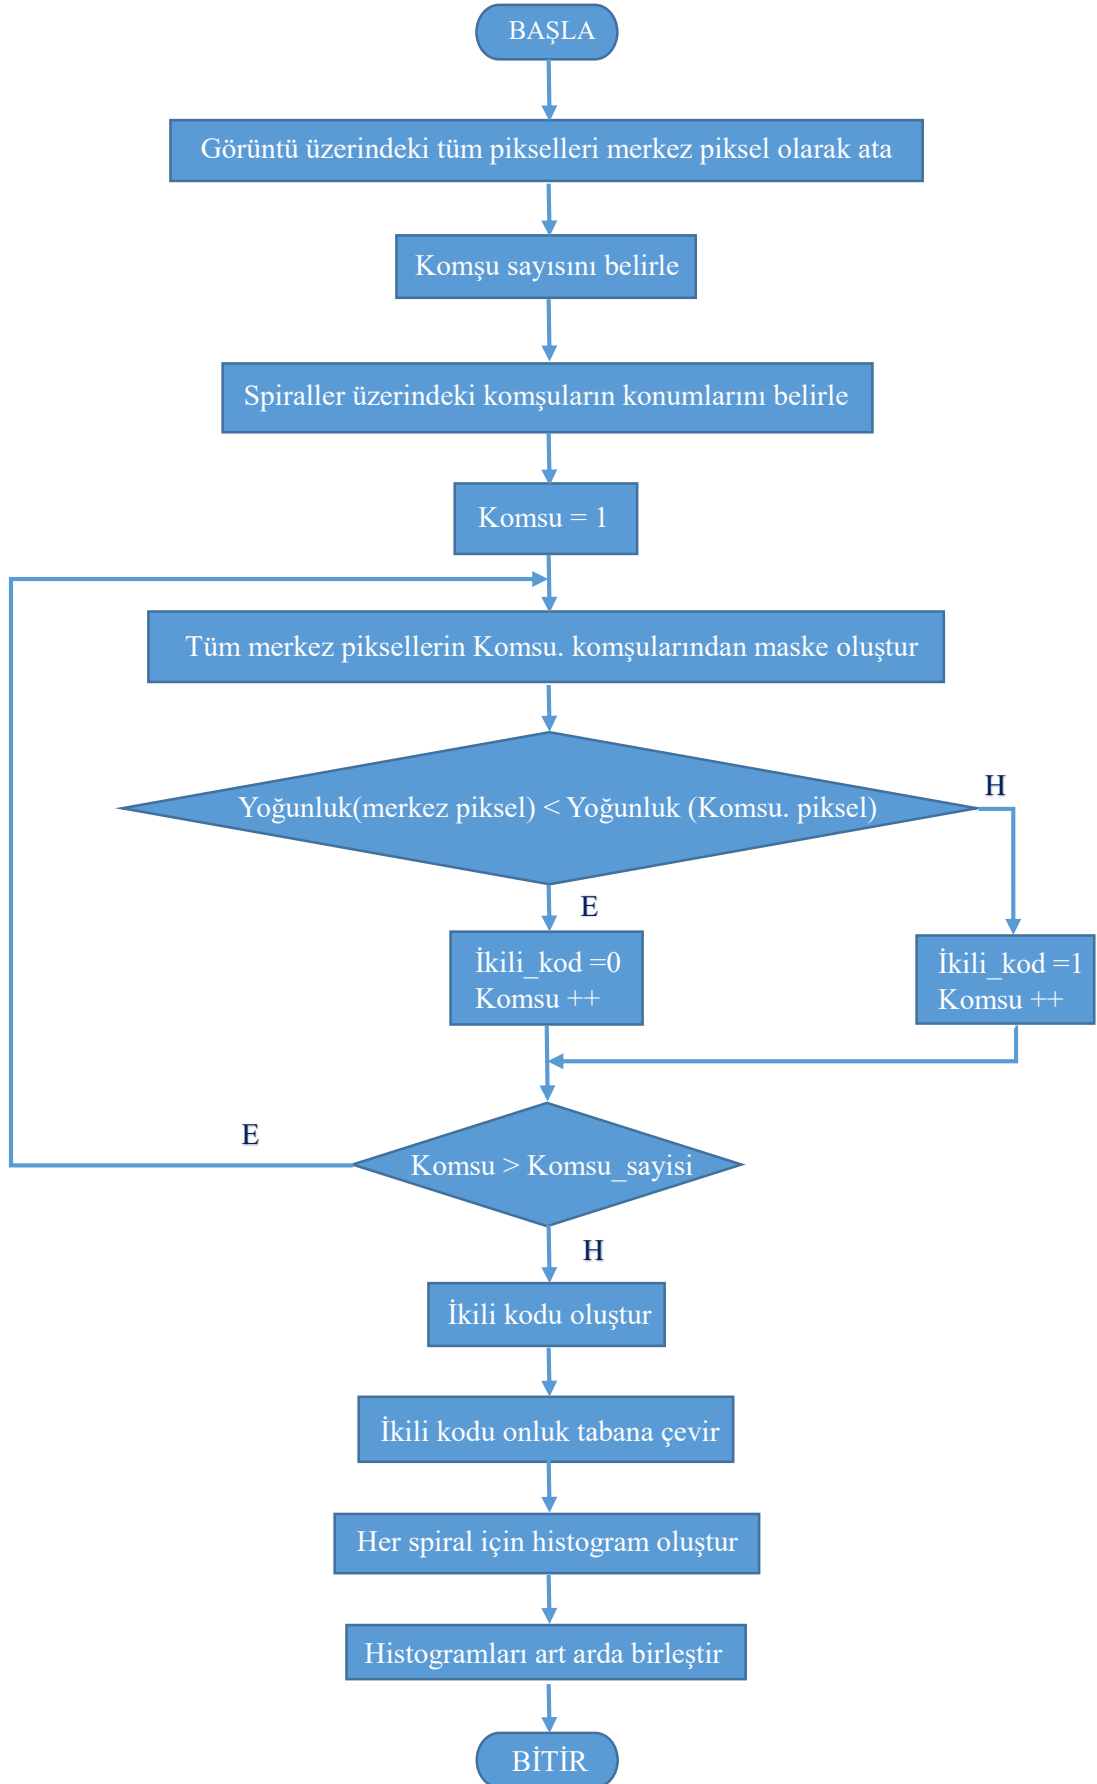 BAŞLA
Görüntü üzerindeki tüm pikselleri merkez piksel olarak ata
Komşu sayısını belirle
Spiraller üzerindeki komşuların konumlarını belirle
Komsu = 1
Tüm merkez piksellerin Komsu. komşularından maske oluştur
Yoğunluk(merkez piksel) < Yoğunluk (Komsu. piksel)
H
E
İkili_kod =0
Komsu ++
İkili_kod =1
Komsu ++
E
Komsu > Komsu_sayisi
H
İkili kodu oluştur
İkili kodu onluk tabana çevir
Her spiral için histogram oluştur
Histogramları art arda birleştir
BİTİR